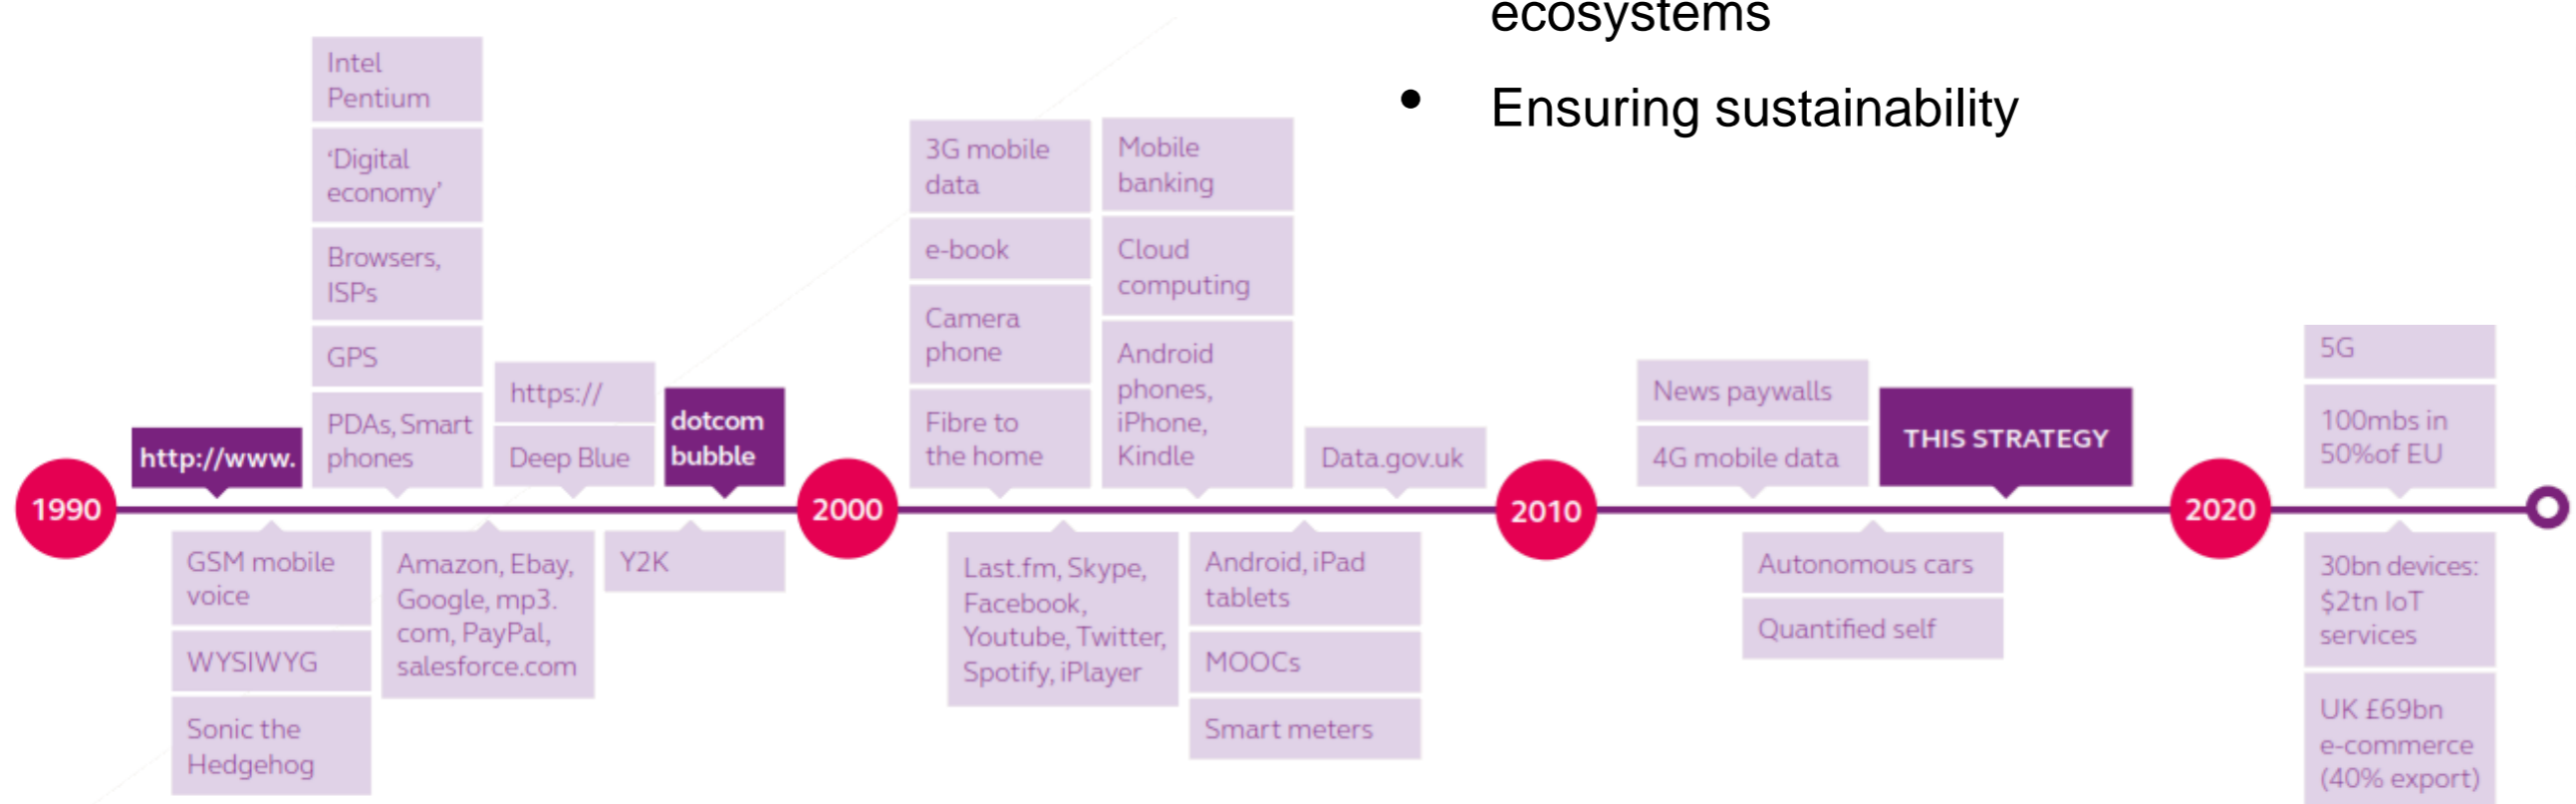 ecosystems
• Ensuring sustainability
Intel
Pentium
‘Digital
economy’
Browsers,
ISPs
GPS
PDAs, Smart
phones
http://www.
https://
Deep Blue
dotcom
bubble
3G mobile
data
e-book
Camera
phone
Fibre to
the home
Mobile
banking
Cloud
computing
Android
phones,
iPhone,
Kindle
Data.gov.uk
News paywalls
4G mobile data
THIS STRATEGY
5G
100mbs in
50%of EU
1990
2000
2010
2020
GSM mobile
voice
WYSIWYG
Sonic the
Hedgehog
Amazon, Ebay,
Google, mp3.
com, PayPal,
salesforce.com
Y2K
Last.fm, Skype,
Facebook,
Youtube, Twitter,
Spotify, iPlayer
Android, iPad
tablets
MOOCs
Smart meters
Autonomous cars
Quantified self
30bn devices:
$2tn IoT
services
UK £69bn
e-commerce
(40% export)